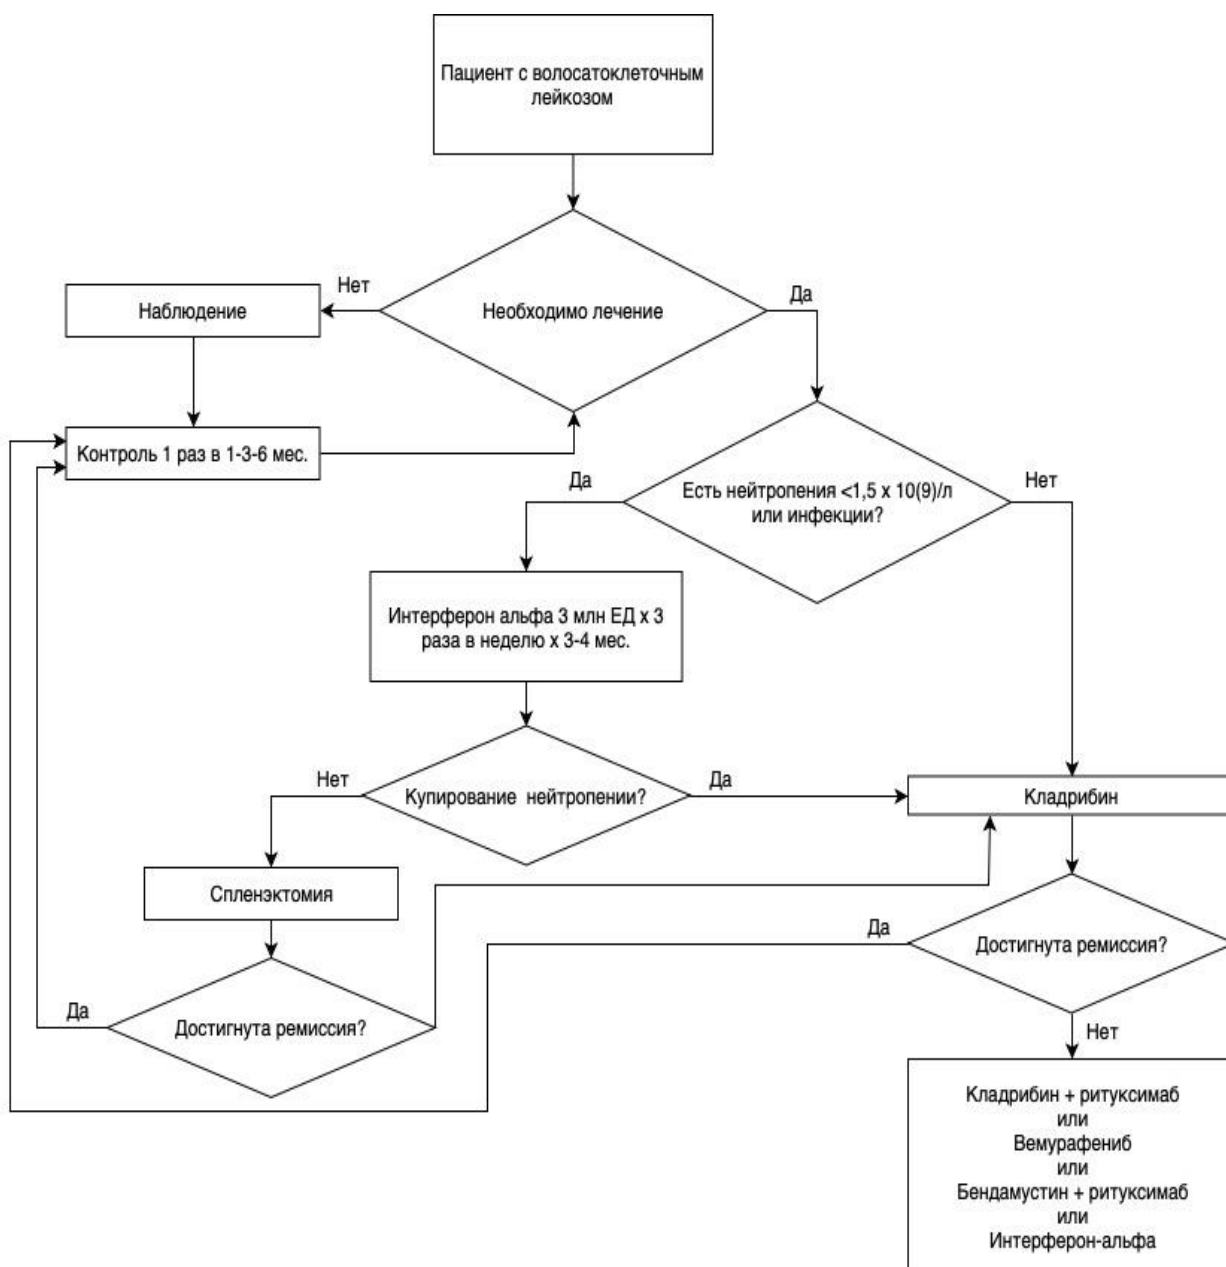 Пациент с волосатоклеточным
лейкозом
Нет
Наблюдение
Необходимо лечение
Да
Контроль 1 раз в 1-3-6 мес.
Да
Есть нейтропения <1,5 х 10(9)/л
или инфекции?
Нет
Интерферон альфа 3 млн ЕД х 3
раза в неделю х 3-4 мес.
Нет
Купирование нейтропении?
Да
Кладрибин
Спленэктомия
Да
Достигнута ремиссия?
Да
Достигнута ремиссия?
Нет
Кладрибин + ритуксимаб
или
Вемурафениб
или
Бендамустин + ритуксимаб
или
Интерферон-альфа